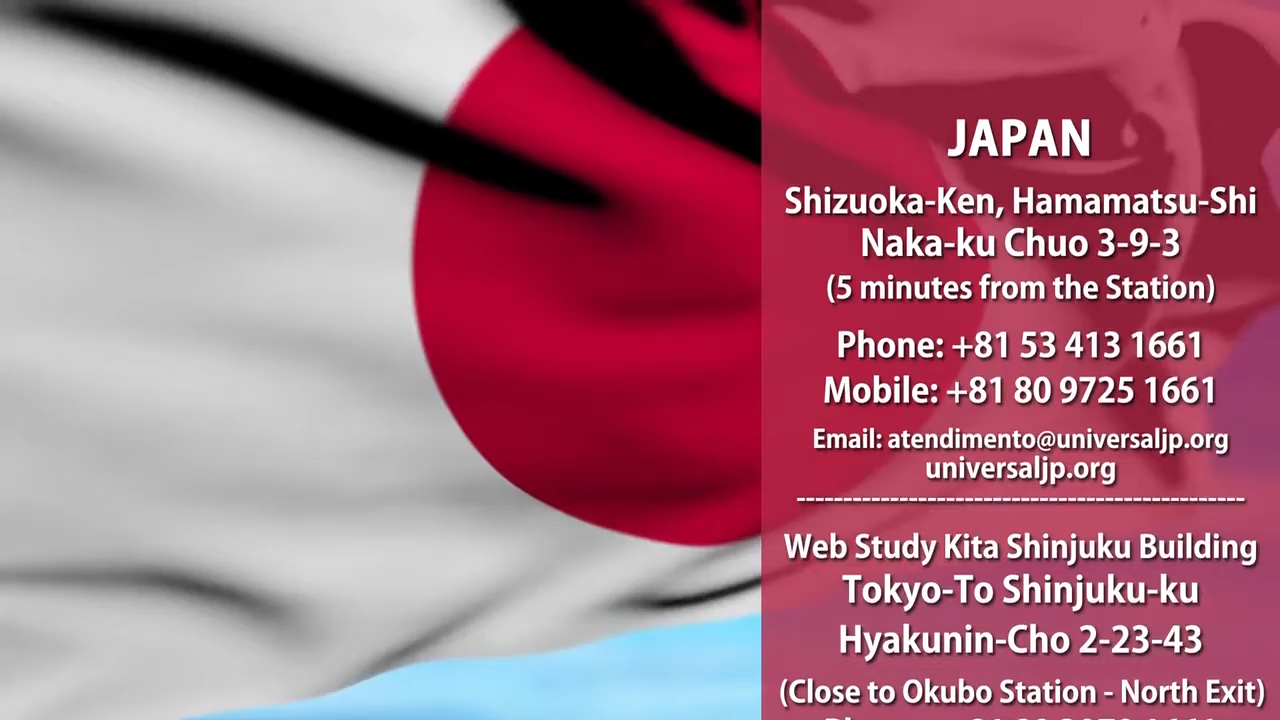 JAPAN
Shizuoka-Ken, Hamamatsu-Shi
Naka-ku Chuo 3-9-3
(5 minutes from the Station)
Phone: +81 53 413 1661
Mobile: +81 80 9725 1661
Email: atendimento@universaljp.org
universaljp.org
------------------------------------------------
Web Study Kita Shinjuku Building
Tokyo-To Shinjuku-ku
Hyakunin-Cho 2-23-43
(Close to Okubo Station - North Exit)